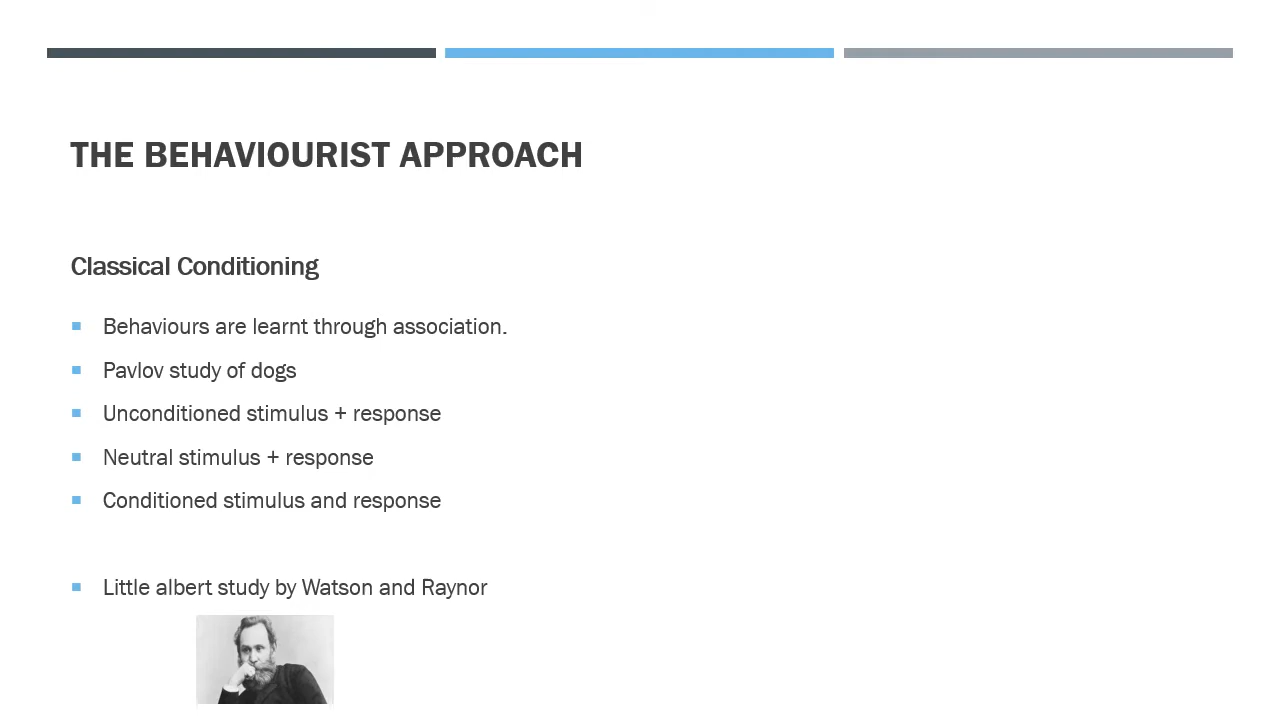 THE BEHAVIOURIST APPROACH
Classical Conditioning
Behaviours are learnt through association.
Pavlov study of dogs
Unconditioned stimulus + response
Neutral stimulus + response
Conditioned stimulus and response
Little albert study by Watson and Raynor